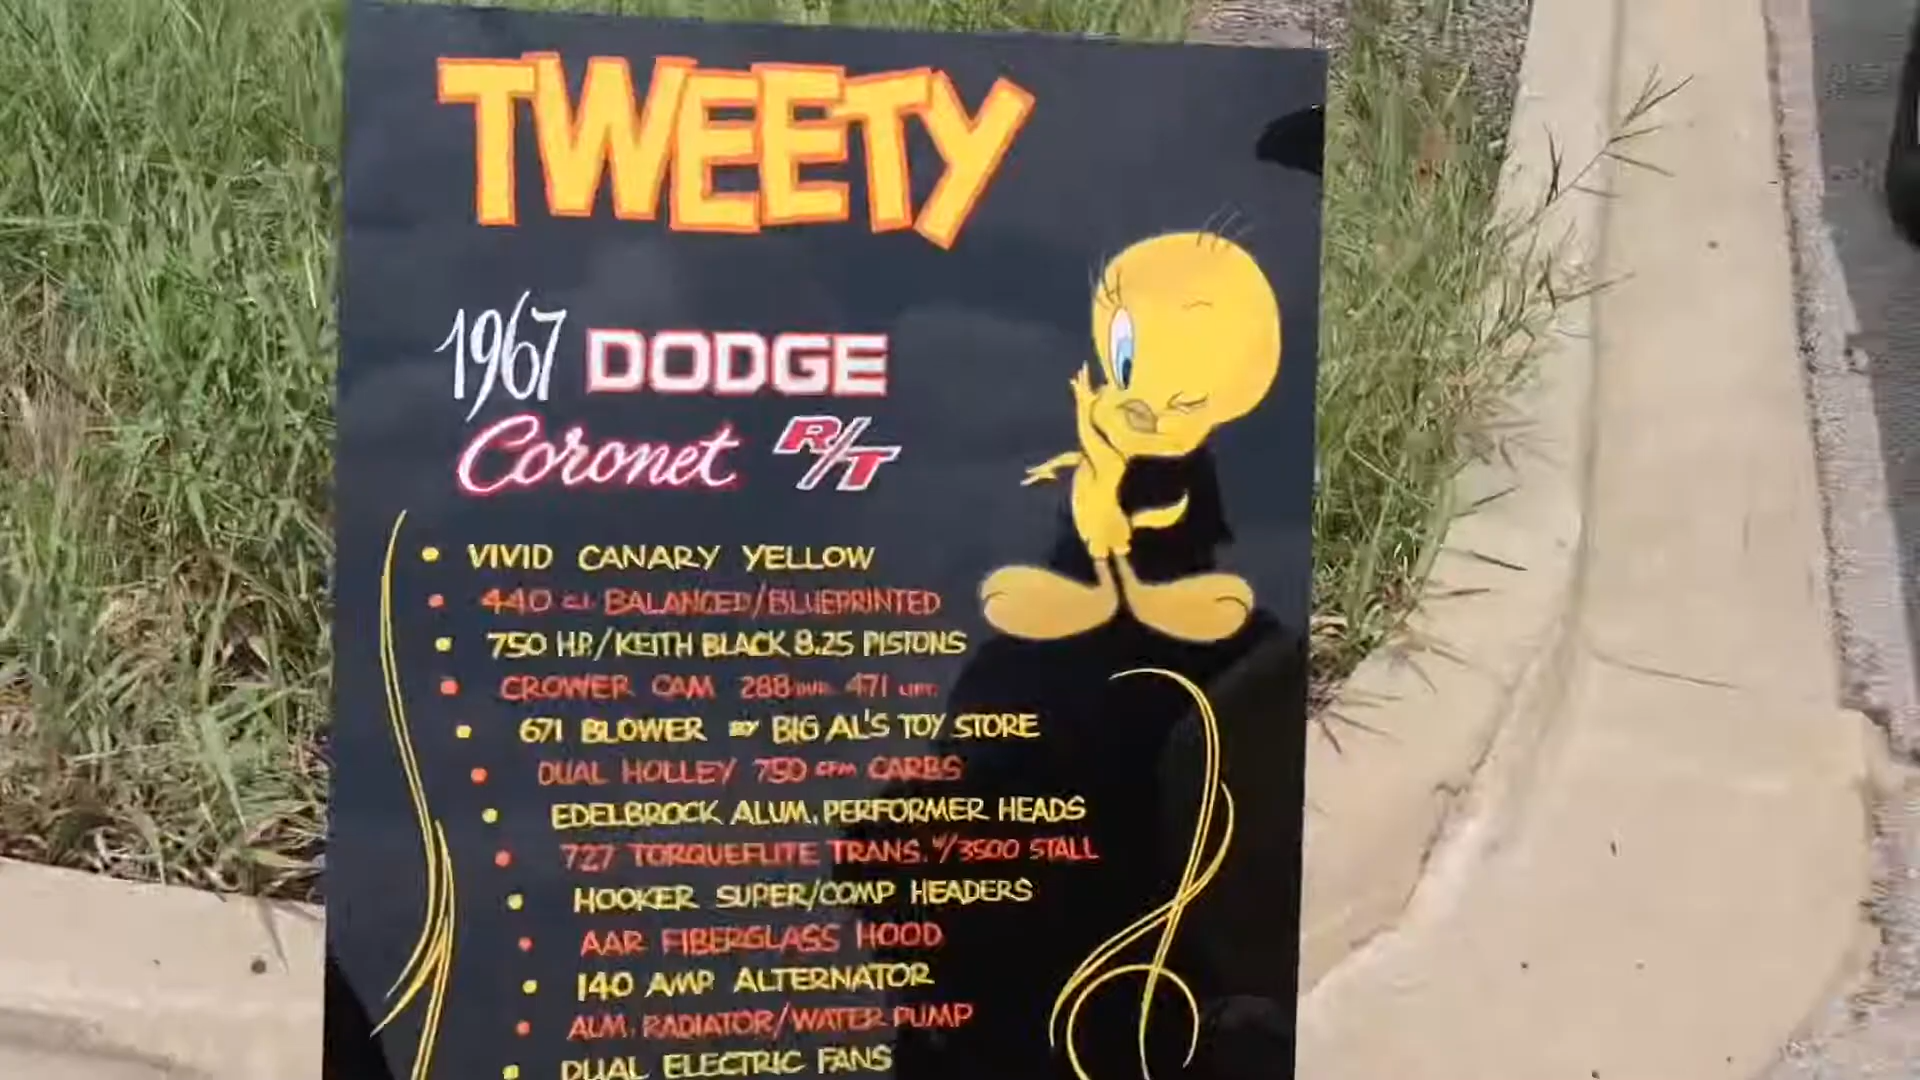 TWEETY
1967 DODGE
Coronet R/T
• VIVID CANARY YELLOW
• 440 C.I. BALANCED/BLUEPRINTED
• 750 H.P./KEITH BLACK 8.25 PISTONS
• CROWER CAM 288 DUR. 471 LIFT.
• 671 BLOWER BY BIG AL'S TOY STORE
• DUAL HOLLEY 750 CFM CARBS
• EDELBROCK ALUM. PERFORMER HEADS
• 727 TORQUEFLITE TRANS. W/3500 STALL
• HOOKER SUPER/COMP HEADERS
• AAR FIBERGLASS HOOD
• 140 AMP. ALTERNATOR
• ALM. RADIATOR/WATER PUMP
• DUAL ELECTRIC FANS